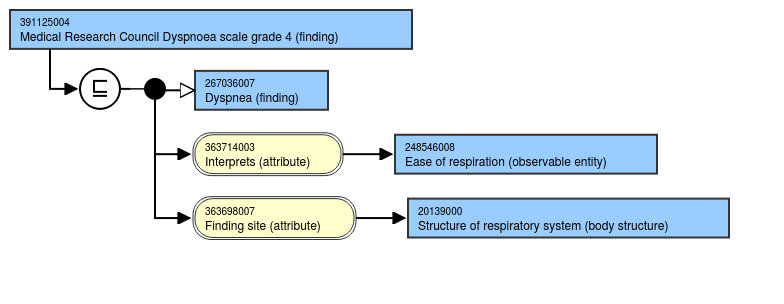 391125004
Medical Research Council Dyspnoea scale grade 4 (finding)
⊑
267036007
Dyspnea (finding)
363714003
Interprets (attribute)
248546008
Ease of respiration (observable entity)
363698007
Finding site (attribute)
20139000
Structure of respiratory system (body structure)